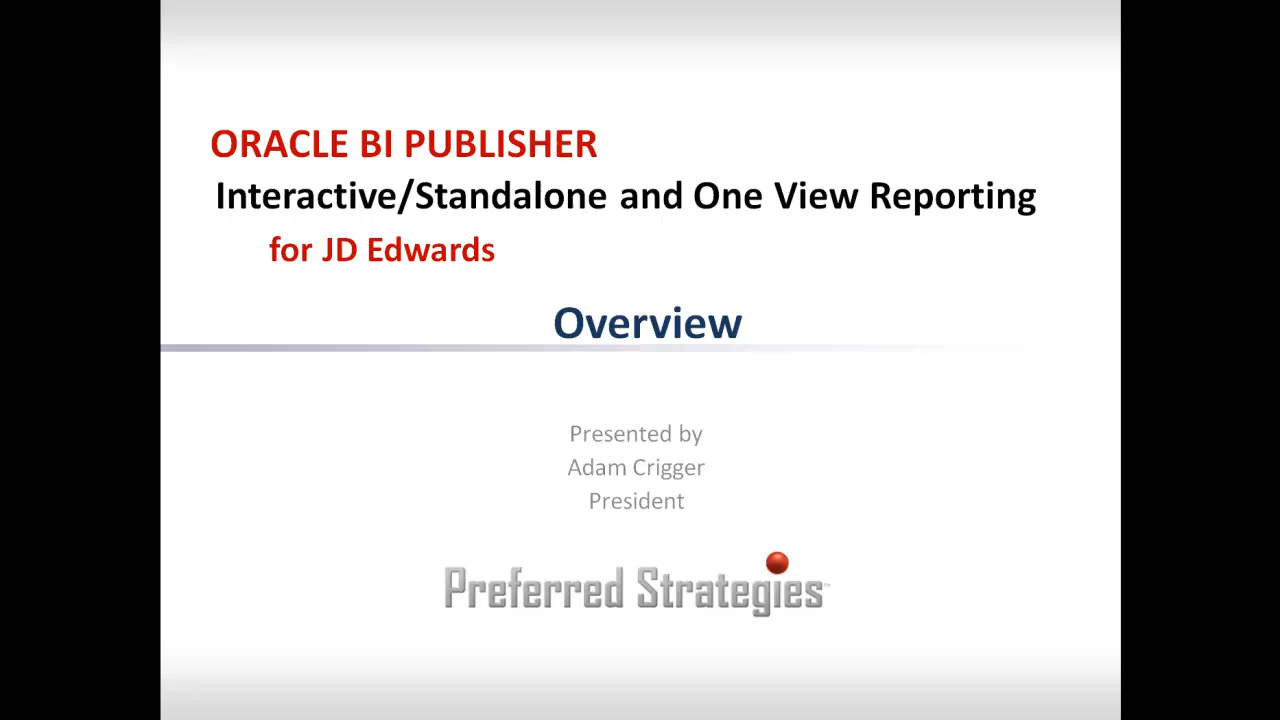 ORACLE BI PUBLISHER
Interactive/Standalone and One View Reporting
for JD Edwards
Overview
Presented by
Adam Crigger
President
Preferred Strategies™